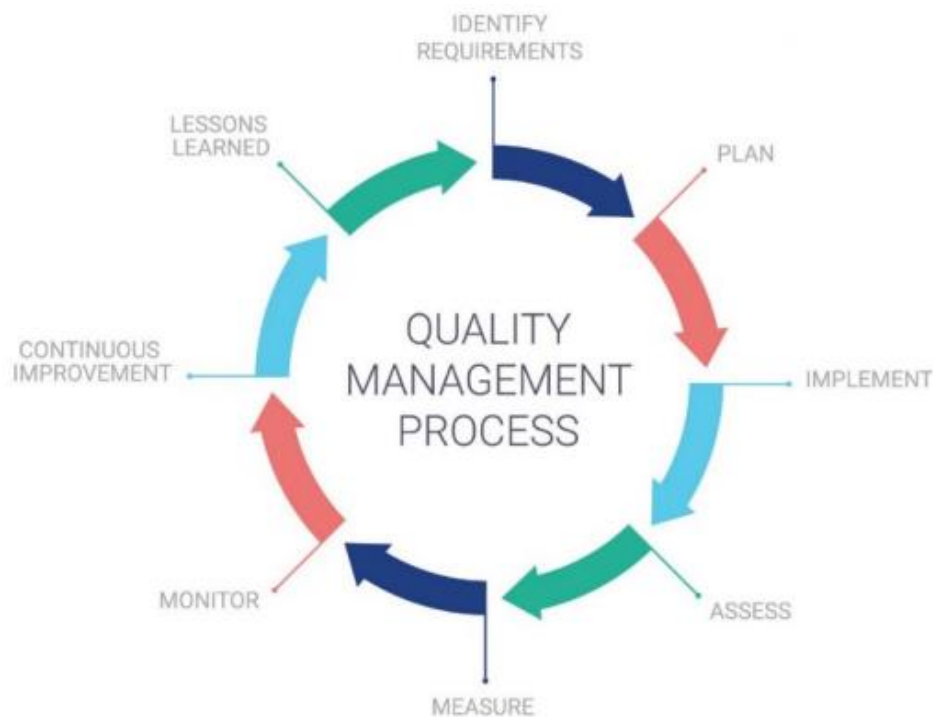 IDENTIFY
REQUIREMENTS
PLAN
IMPLEMENT
ASSESS
MEASURE
MONITOR
CONTINUOUS
IMPROVEMENT
LESSONS
LEARNED
QUALITY
MANAGEMENT
PROCESS